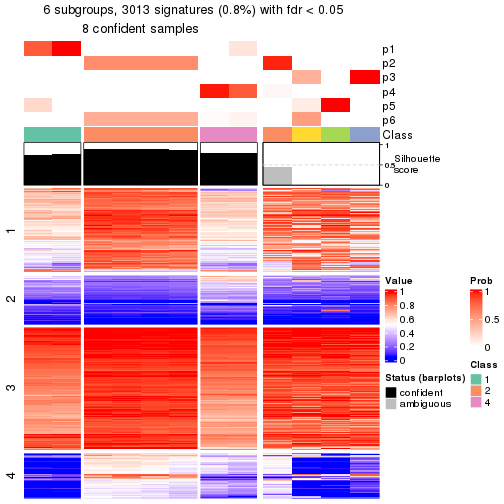 6 subgroups, 3013 signatures (0.8%) with fdr < 0.05
8 confident samples
p1
p2
p3
p4
p5
p6
Class
1
0.5
0
Silhouette
score
1
2
3
4
Value
1
0.8
0.6
0.4
0.2
0
Status (barplots)
confident
ambiguous
Prob
1
0.5
0
Class
1
2
4